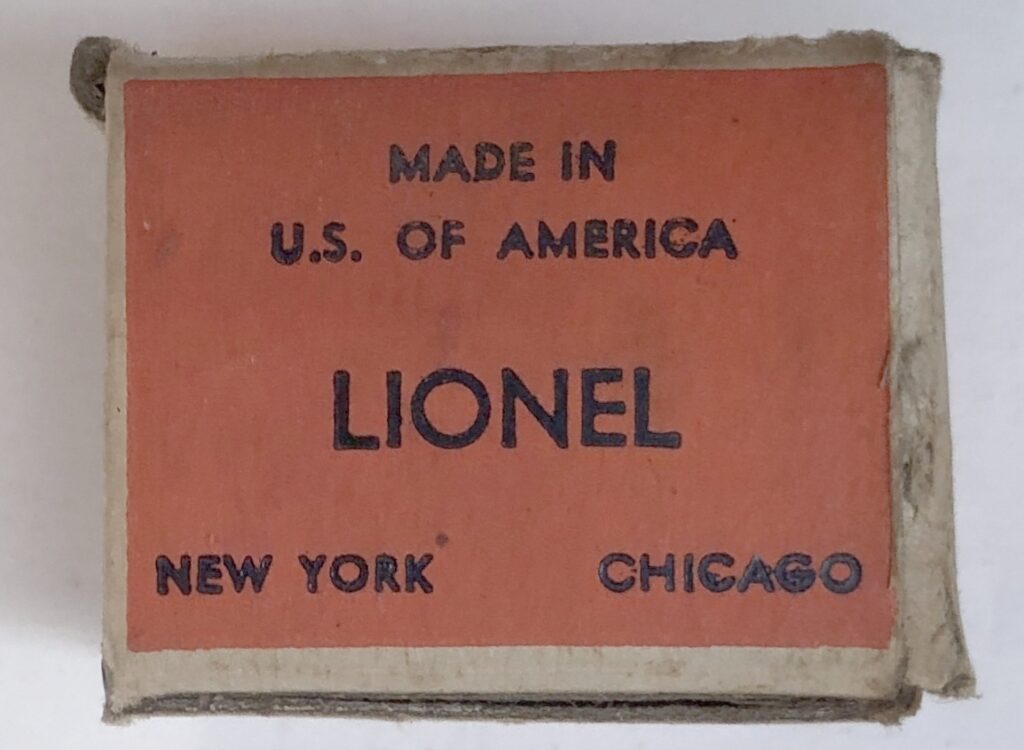 MADE IN
U.S. OF AMERICA
LIONEL
NEW YORK CHICAGO